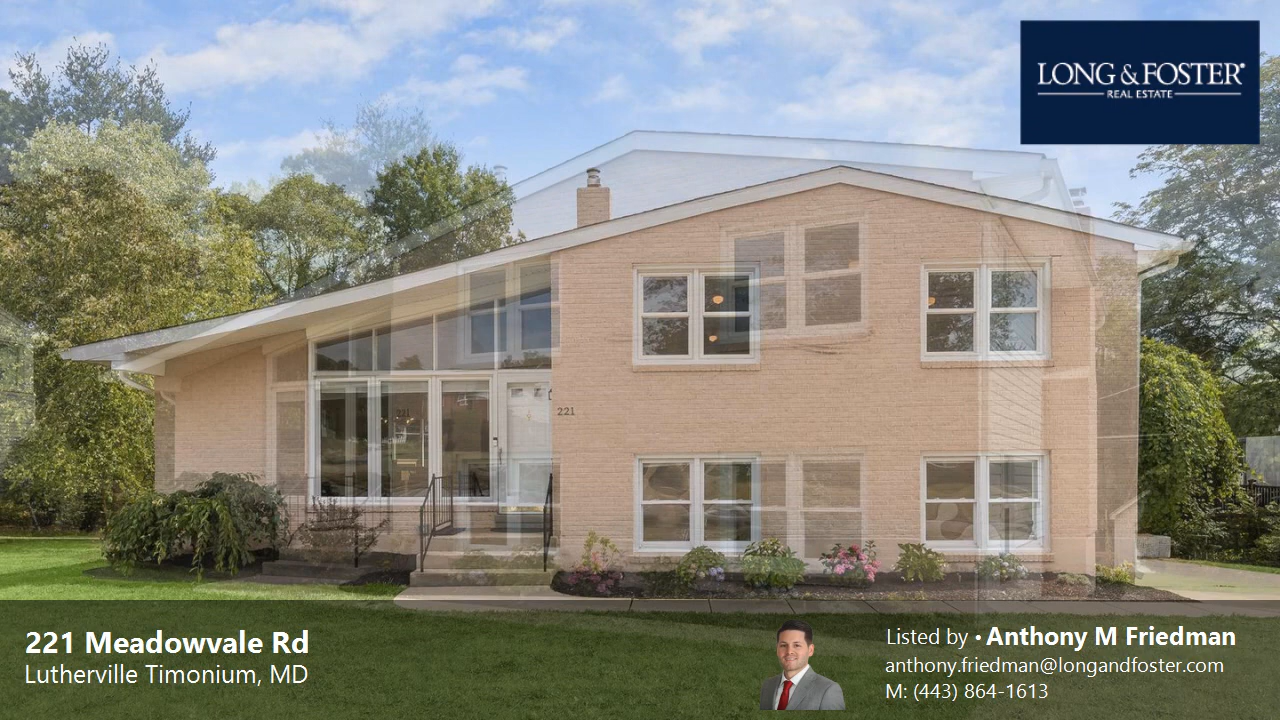 LONG & FOSTER®
REAL ESTATE
221
221
221 Meadowvale Rd
Lutherville Timonium, MD
Listed by • Anthony M Friedman
anthony.friedman@longandfoster.com
M: (443) 864-1613